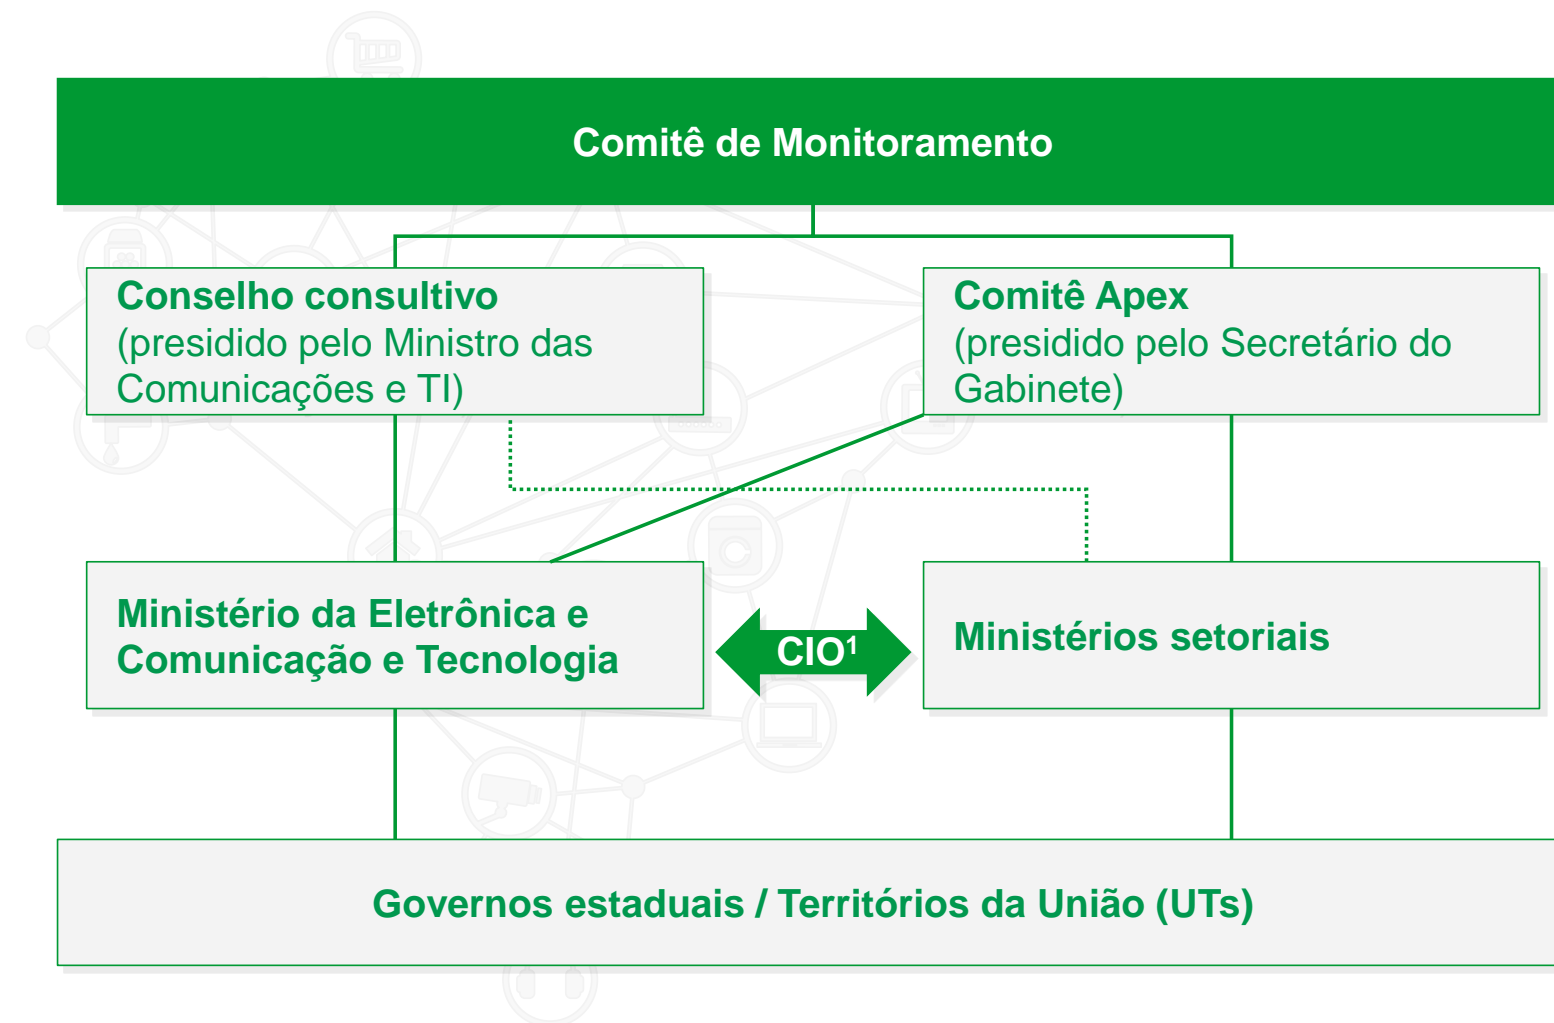 Comitê de Monitoramento
Conselho consultivo
(presidido pelo Ministro das
Comunicações e TI)
Comitê Apex
(presidido pelo Secretário do
Gabinete)
Ministério da Eletrônica e
Comunicação e Tecnologia
CIO¹
Ministérios setoriais
Governos estaduais / Territórios da União (UTs)